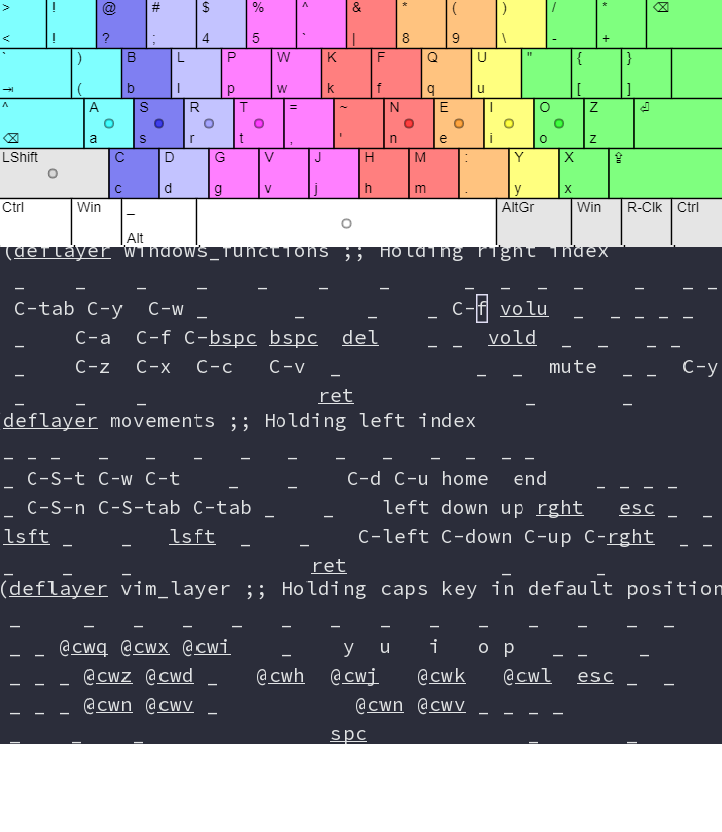 > ! @ # $ % ^ & * ( ) / * ⌫
< ! ? ; 4 5 ` | 8 9 \ - +
` ) B L P W K F Q U " { }
⇥ ( b l p w k f q u [ ]
^ A S R T = ~ N E I O Z ⏎
⌫ a s r t , ' n e i o z
LShift C D G V J H M : Y X ⇪
c d g v j h m . y x
Ctrl Win _ AltGr Win R-Clk Ctrl
Alt
(deflayer windows_functions ;; Holding right index
_ _ _ _ _ _ _ _ _ _ _ _ _ _
C-tab C-y C-w _ _ _ _ C-f volu _ _ _ _ _
_ C-a C-f C-bspc bspc del _ _ vold _ _ _ _
_ C-z C-x C-c C-v _ _ _ mute _ _ C-y
_ _ _ ret _ _
deflayer movements ;; Holding left index
_ _ _ _ _ _ _ _ _ _ _ _ _ _
_ C-S-t C-w C-t _ _ C-d C-u home end _ _ _ _
_ C-S-n C-S-tab C-tab _ _ left down up rght esc _ _
lsft _ _ lsft _ _ C-left C-down C-up C-rght _ _
_ _ _ ret _ _
(deflayer vim_layer ;; Holding caps key in default position
_ _ _ _ _ _ _ _ _ _ _ _ _ _
_ _ @cwq @cwx @cwi _ y u i o p _ _ _
_ _ _ @cwz @cwd _ @cwh @cwj @cwk @cwl esc _ _
_ _ _ @cwn @cwv _ @cwn @cwv _ _ _ _
_ _ _ spc _ _